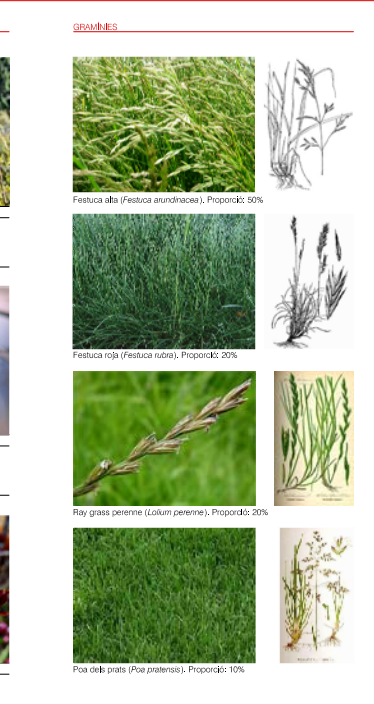 GRAMÍNIES
Festuca alta (Festuca arundinacea). Proporció: 50%
Festuca roja (Festuca rubra). Proporció: 20%
Ray grass perenne (Lolium perenne). Proporció: 20%
Poa dels prats (Poa pratensis). Proporció: 10%